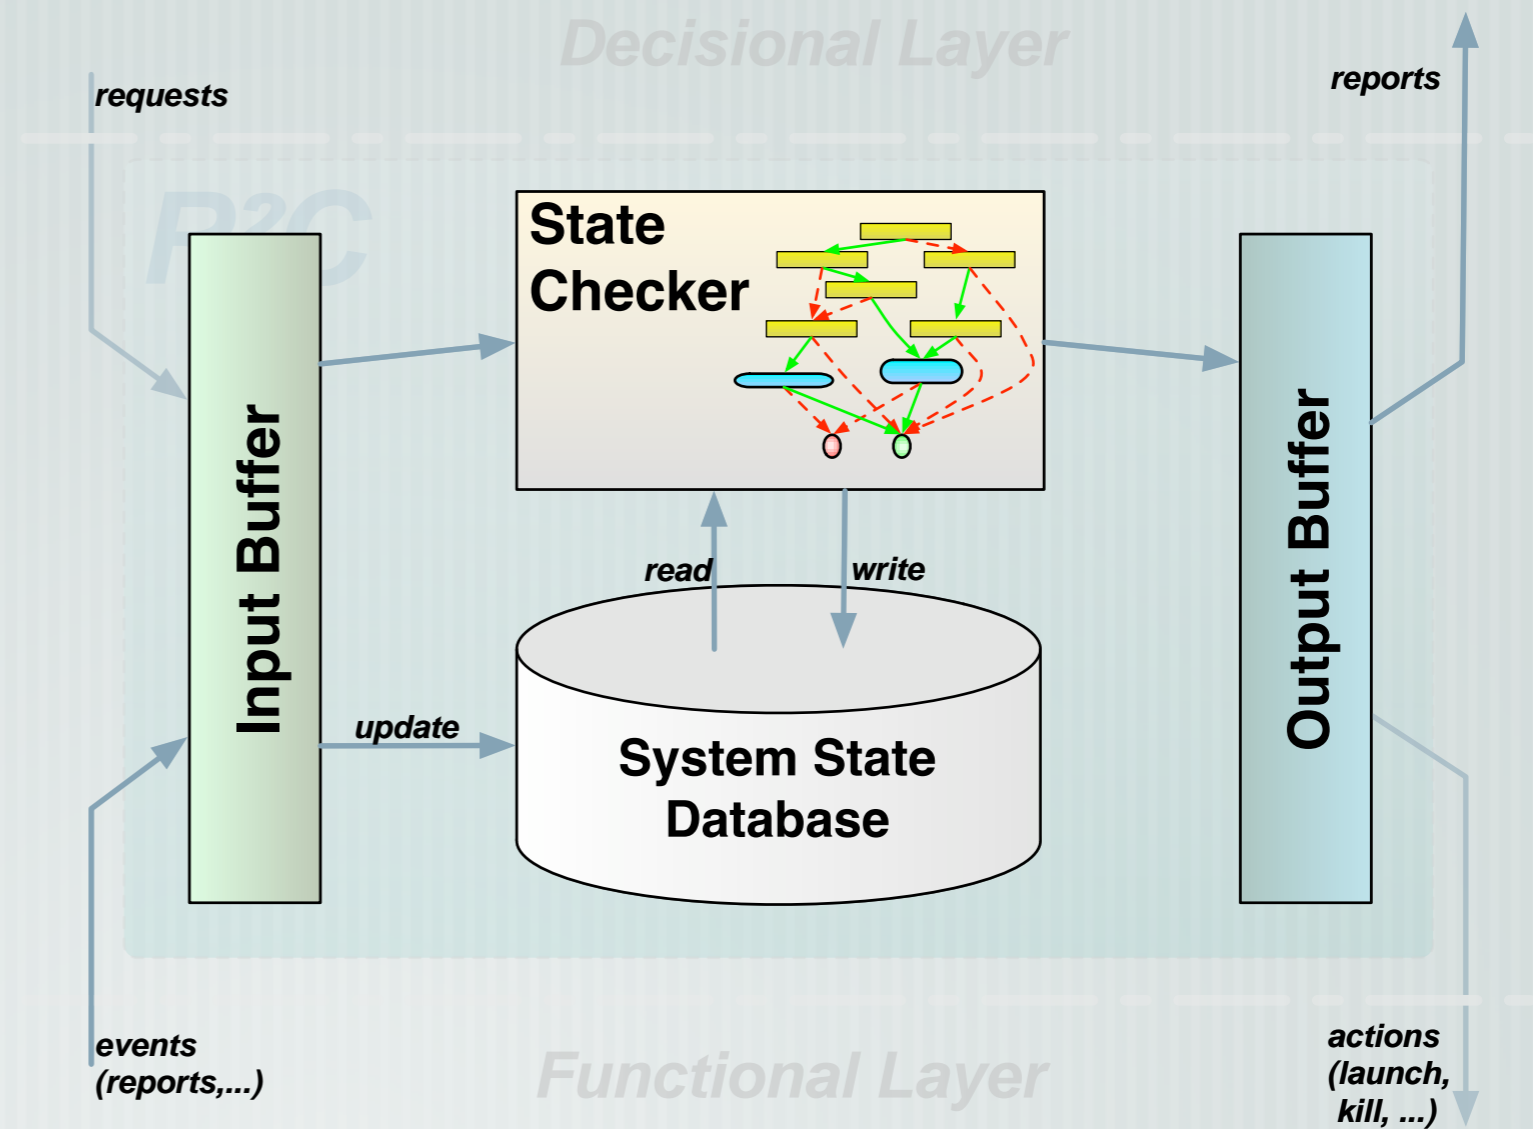 Decisional Layer
requests
reports
R²C
State
Checker
Input Buffer
Output Buffer
read
write
update
System State
Database
events
(reports,...)
Functional Layer
actions
(launch,
kill, ...)